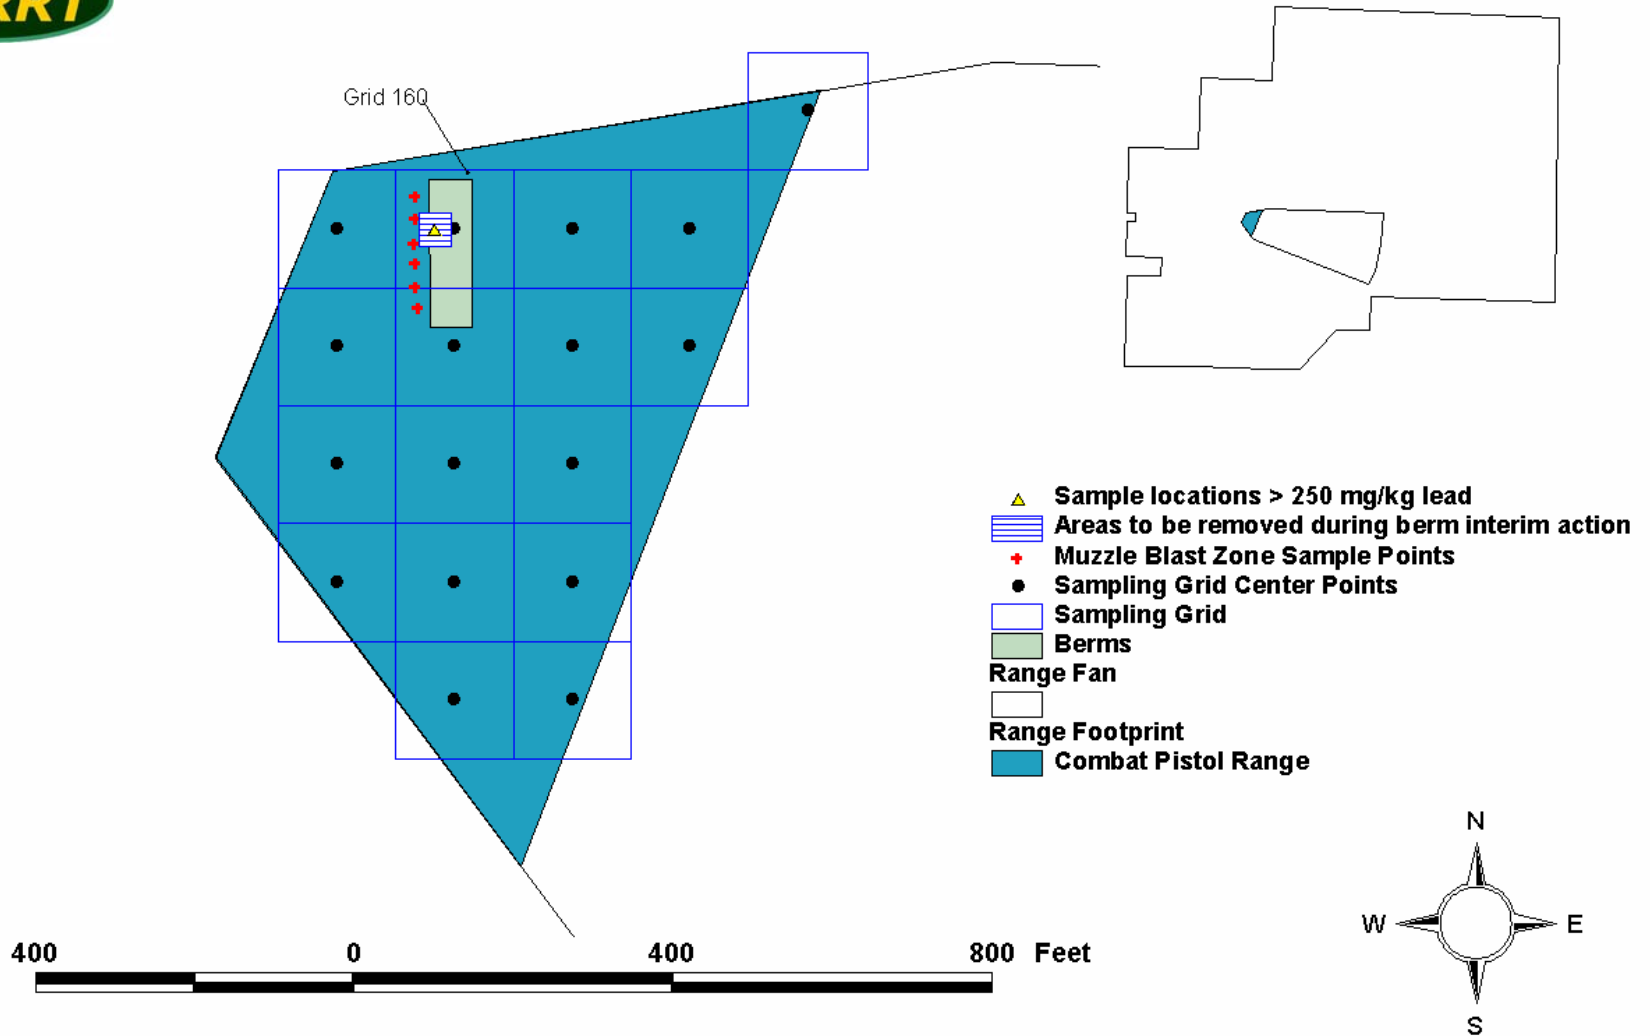 Grid 160
Sample locations > 250 mg/kg lead
Areas to be removed during berm interim action
Muzzle Blast Zone Sample Points
Sampling Grid Center Points
Sampling Grid
Berms
Range Fan
Range Footprint
Combat Pistol Range
N
W E
S
400 0 400 800 Feet